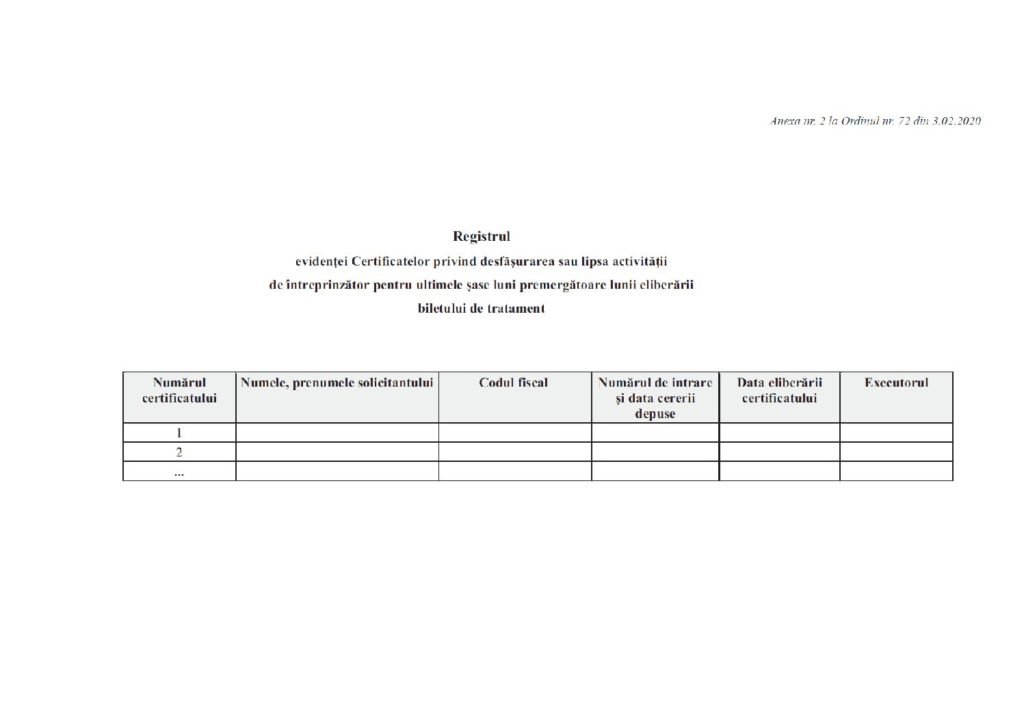 Anexa nr. 2 la Ordinul nr. 72 din 3.02.2020
Registrul
evidenței Certificatelor privind desfășurarea sau lipsa activității
de întreprinzător pentru ultimele șase luni premergătoare lunii eliberării
biletului de tratament
Numărul certificatului
Numele, prenumele solicitantului
Codul fiscal
Numărul de intrare și data cererii depuse
Data eliberării certificatului
Executorul
1
2
...